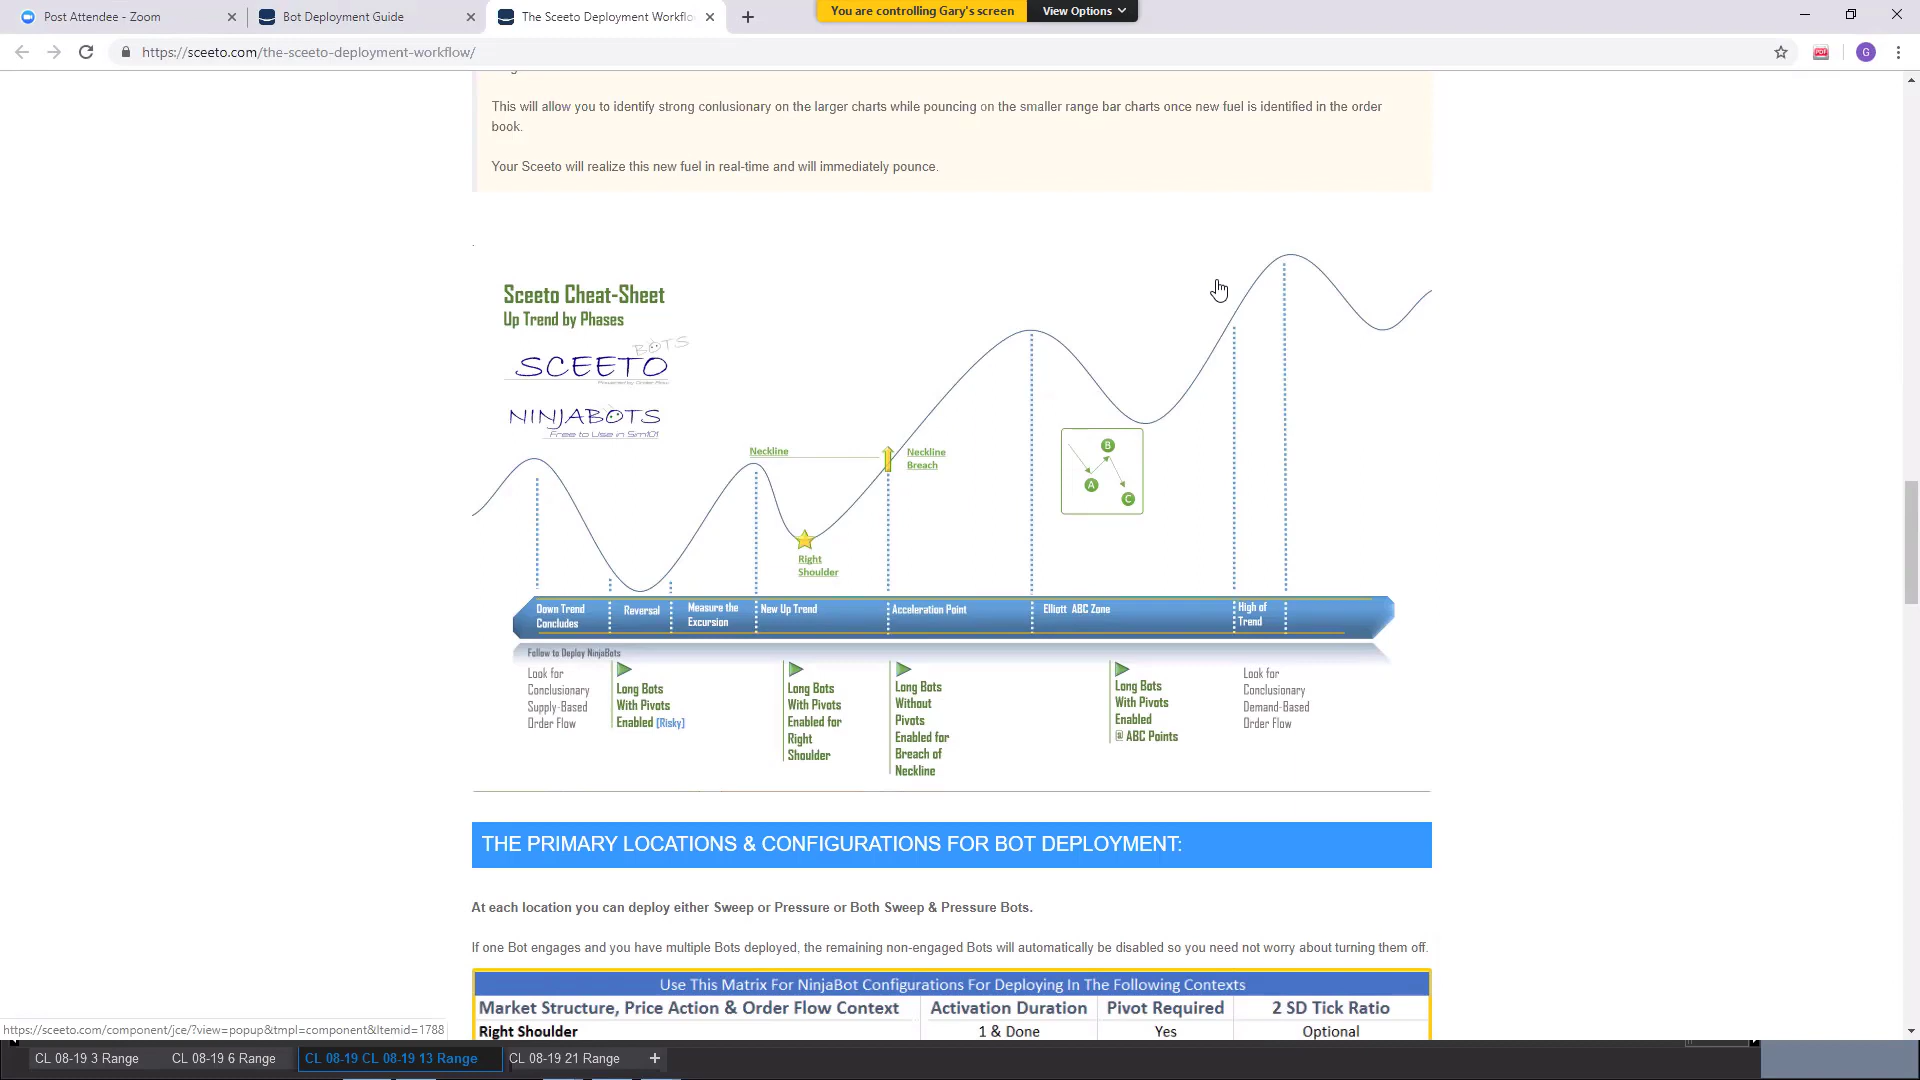 Post Attendee - Zoom
Bot Deployment Guide
The Sceeto Deployment Workflo
You are controlling Gary's screen
View Options
https://sceeto.com/the-sceeto-deployment-workflow/
PDF
G
This will allow you to identify strong conlusionary on the larger charts while pouncing on the smaller range bar charts once new fuel is identified in the order
book.
Your Sceeto will realize this new fuel in real-time and will immediately pounce.
Sceeto Cheat-Sheet
Up Trend by Phases
BOTS
SCEETO
Powered by Order Flow
NINJABOTS
Free to Use in Sim101
Neckline
Neckline
Breach
Right
Shoulder
B
A
C
Down Trend
Concludes
Reversal
Measure the
Excursion
New Up Trend
Acceleration Point
Elliott ABC Zone
High of
Trend
Follow to Deploy NinjaBots
Look for
Conclusionary
Supply-Based
Order Flow
Long Bots
With Pivots
Enabled [Risky]
Long Bots
With Pivots
Enabled for
Right
Shoulder
Long Bots
Without
Pivots
Enabled for
Breach of
Neckline
Long Bots
With Pivots
Enabled
@ ABC Points
Look for
Conclusionary
Demand-Based
Order Flow
THE PRIMARY LOCATIONS & CONFIGURATIONS FOR BOT DEPLOYMENT:
At each location you can deploy either Sweep or Pressure or Both Sweep & Pressure Bots.
If one Bot engages and you have multiple Bots deployed, the remaining non-engaged Bots will automatically be disabled so you need not worry about turning them off.
Use This Matrix For NinjaBot Configurations For Deploying In The Following Contexts
Market Structure, Price Action & Order Flow Context Activation Duration Pivot Required 2 SD Tick Ratio
Right Shoulder 1 & Done Yes Optional
https://sceeto.com/component/jce/?view=popup&tmpl=component&Itemid=1788
CL 08-19 3 Range
CL 08-19 6 Range
CL 08-19 CL 08-19 13 Range
CL 08-19 21 Range